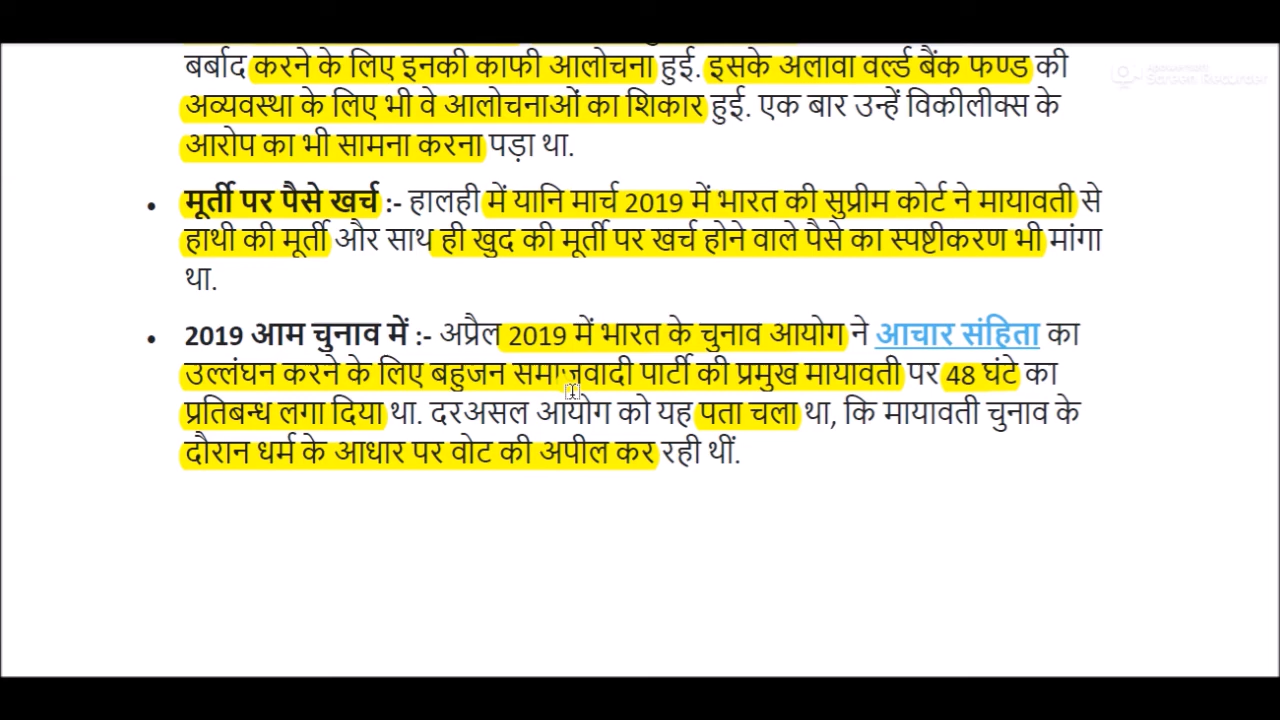 बर्बाद करने के लिए इनकी काफी आलोचना हुई. इसके अलावा वर्ल्ड बैंक फण्ड की
अव्यवस्था के लिए भी वे आलोचनाओं का शिकार हुई. एक बार उन्हें विकीलीक्स के
आरोप का भी सामना करना पड़ा था.
• मूर्ती पर पैसे खर्च :- हालही में यानि मार्च 2019 में भारत की सुप्रीम कोर्ट ने मायावती से
हाथी की मूर्ती और साथ ही खुद की मूर्ती पर खर्च होने वाले पैसे का स्पष्टीकरण भी मांगा
था.
• 2019 आम चुनाव में :- अप्रैल 2019 में भारत के चुनाव आयोग ने आचार संहिता का
उल्लंघन करने के लिए बहुजन समाजवादी पार्टी की प्रमुख मायावती पर 48 घंटे का
प्रतिबन्ध लगा दिया था. दरअसल आयोग को यह पता चला था, कि मायावती चुनाव के
दौरान धर्म के आधार पर वोट की अपील कर रही थीं.
Screen Recorder